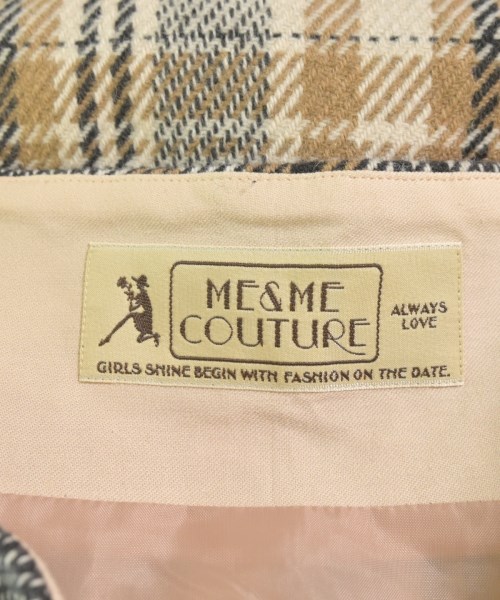 ME&ME
COUTURE
ALWAYS
LOVE
GIRLS SHINE BEGIN WITH FASHION ON THE DATE.